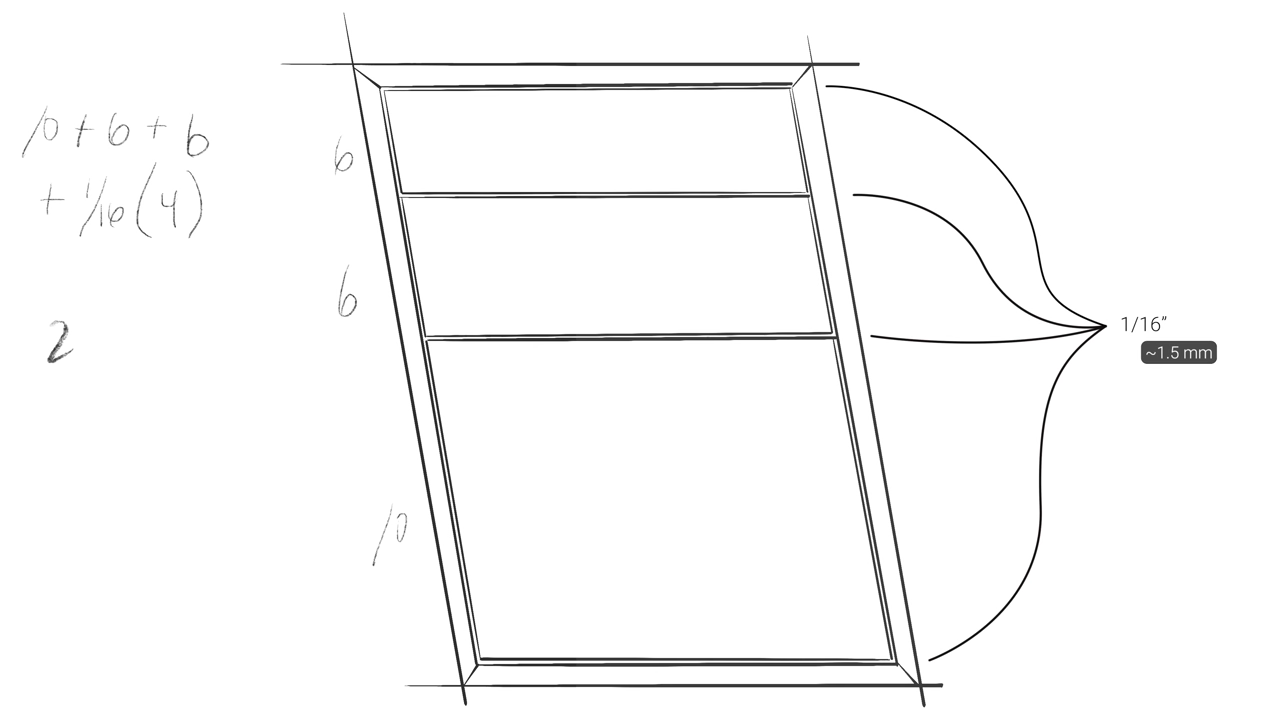 10 + 6 + 6
+ 1/16 (4)
2
6
6
10
1/16”
~1.5 mm